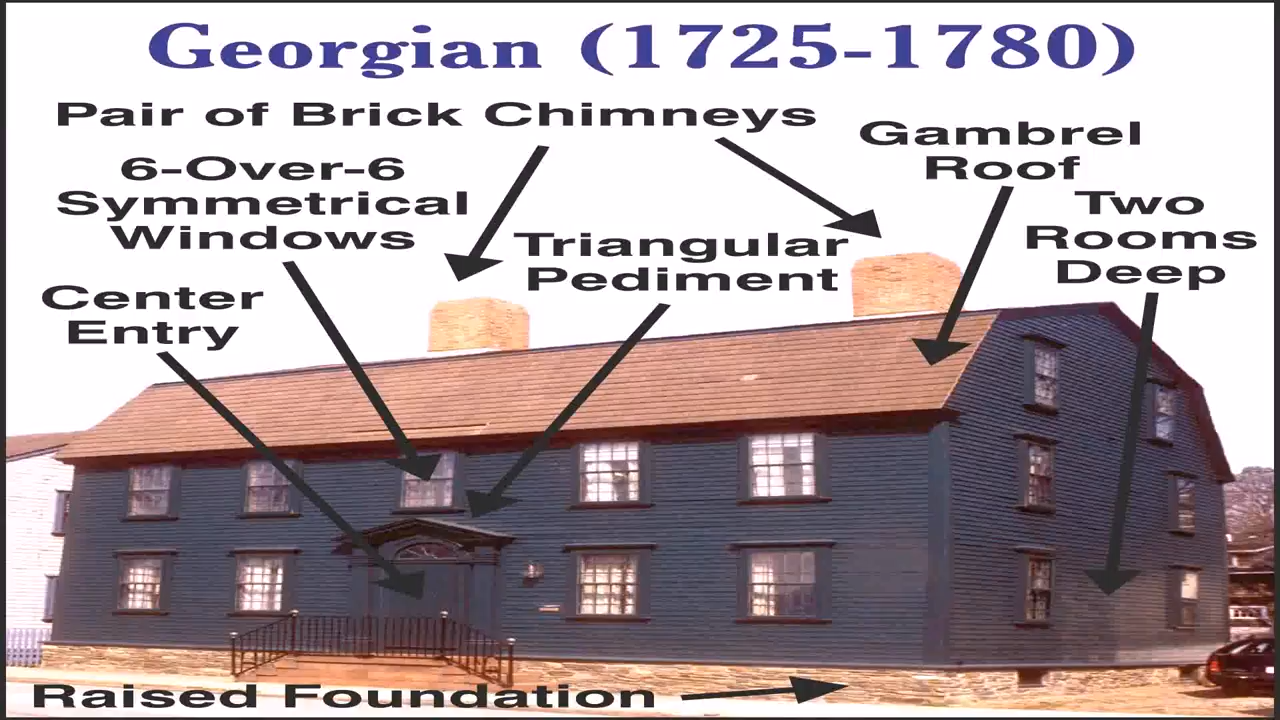 Georgian (1725-1780)
Pair of Brick Chimneys
Gambrel
Roof
6-Over-6
Symmetrical
Windows
Two
Rooms
Deep
Triangular
Pediment
Center
Entry
Raised Foundation